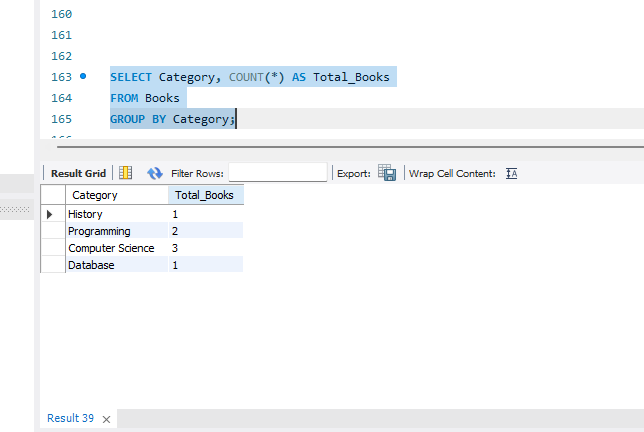 160
161
162
163 SELECT Category, COUNT(*) AS Total_Books
164 FROM Books
165 GROUP BY Category;
Result Grid Filter Rows: Export: Wrap Cell Content:
Category Total_Books
History 1
Programming 2
Computer Science 3
Database 1
Result 39